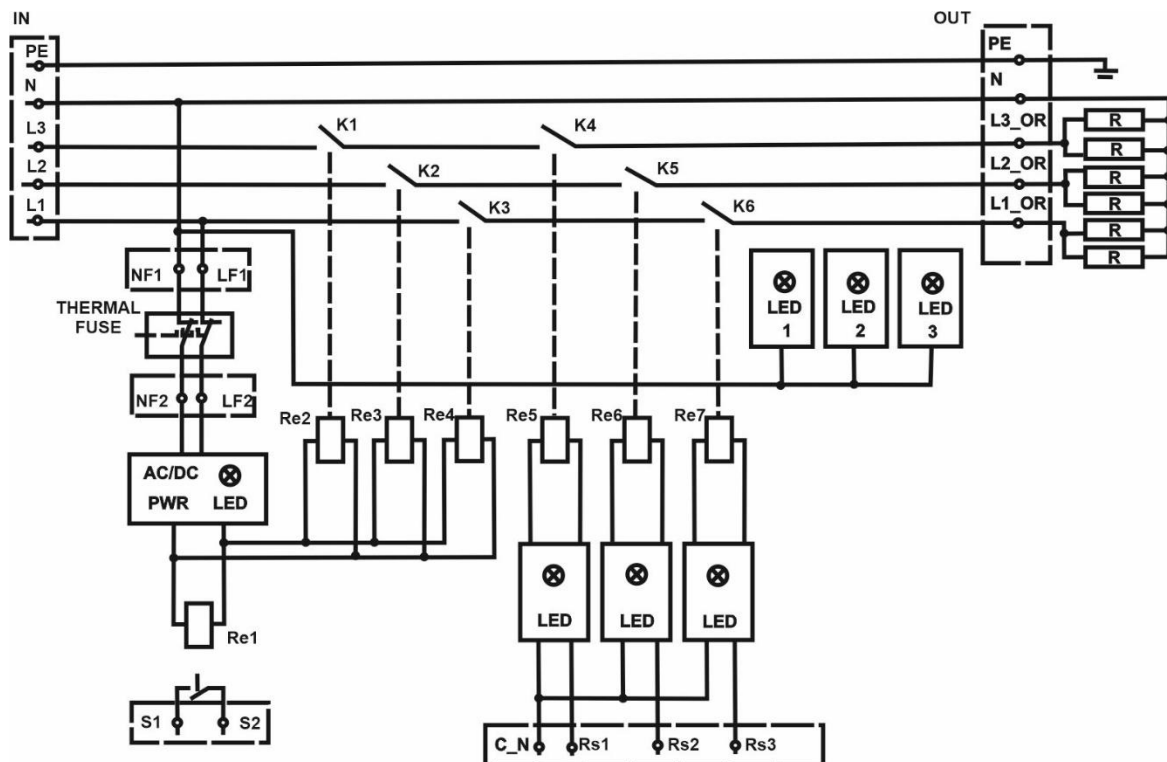 IN
OUT
PE
PE
N
N
L3
K1
K4
L3_OR
R
R
L2
K2
K5
L2_OR
R
R
L1
K3
K6
L1_OR
R
R
NF1
LF1
LED
1
LED
2
LED
3
THERMAL
FUSE
NF2
LF2
Re2
Re3
Re4
Re5
Re6
Re7
AC/DC
PWR
LED
LED
LED
LED
Re1
S1
S2
C_N
Rs1
Rs2
Rs3